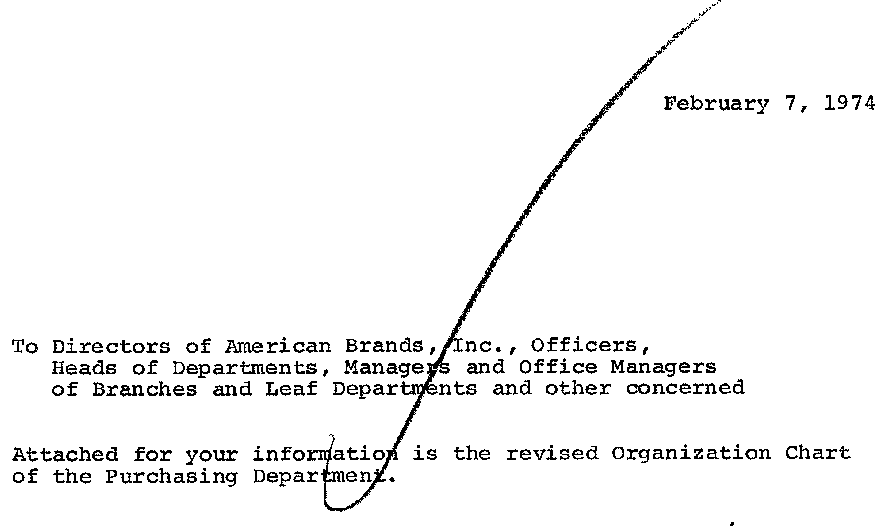 February 7, 1974
To Directors of American Brands, Inc., Officers,
Heads of Departments, Managers and Office Managers
of Branches and Leaf Departments and other concerned
Attached for your information is the revised Organization Chart
of the Purchasing Department.